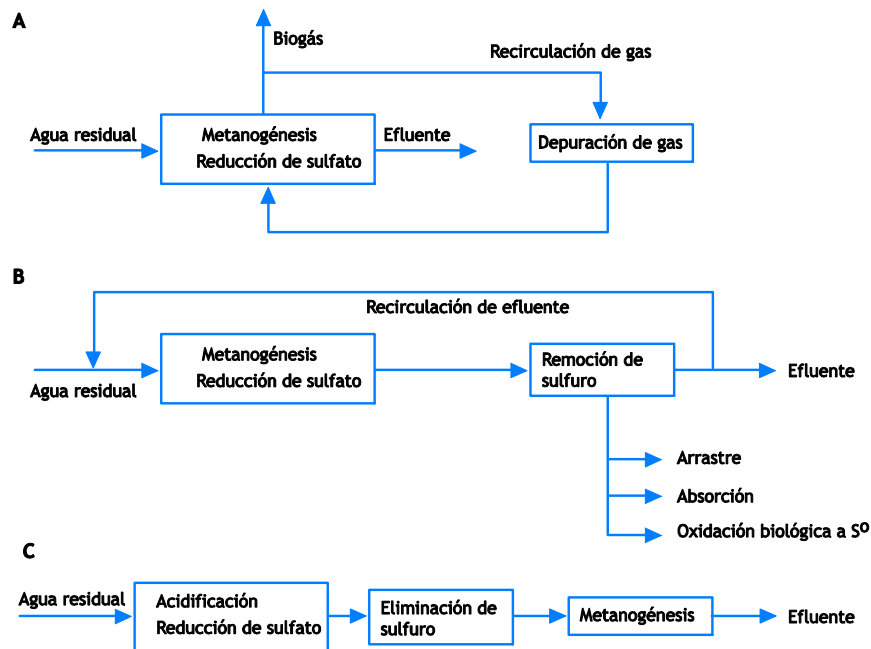 A
Biogás
Recirculación de gas
Agua residual
Metanogénesis
Reducción de sulfato
Efluente
Depuración de gas
B
Recirculación de efluente
Agua residual
Metanogénesis
Reducción de sulfato
Remoción de
sulfuro
Efluente
Arrastre
Absorción
Oxidación biológica a Sº
C
Agua residual
Acidificación
Reducción de sulfato
Eliminación de
sulfuro
Metanogénesis
Efluente